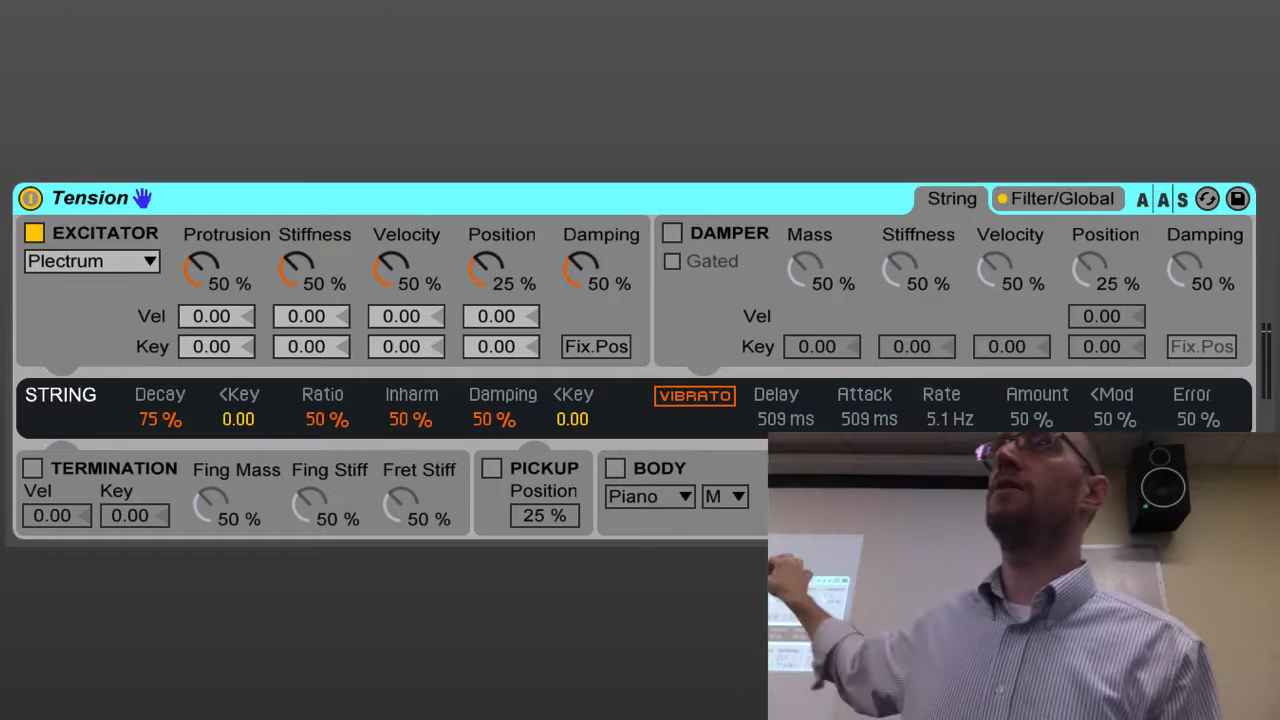 Tension String Filter/Global A A S
EXCITATOR Protrusion Stiffness Velocity Position Damping
Plectrum 50 % 50 % 50 % 25 % 50 %
Vel 0.00 0.00 0.00 0.00
Key 0.00 0.00 0.00 0.00 Fix.Pos
DAMPER Mass Stiffness Velocity Position Damping
Gated 50 % 50 % 50 % 25 % 50 %
Vel 0.00
Key 0.00 0.00 0.00 0.00 Fix.Pos
STRING Decay <Key Ratio Inharm Damping <Key VIBRATO Delay Attack Rate Amount <Mod Error
75 % 0.00 50 % 50 % 50 % 0.00 509 ms 509 ms 5.1 Hz 50 % 50 % 50 %
TERMINATION Fing Mass Fing Stiff Fret Stiff
Vel Key
0.00 0.00 50 % 50 % 50 %
PICKUP
Position
25 %
BODY
Piano M